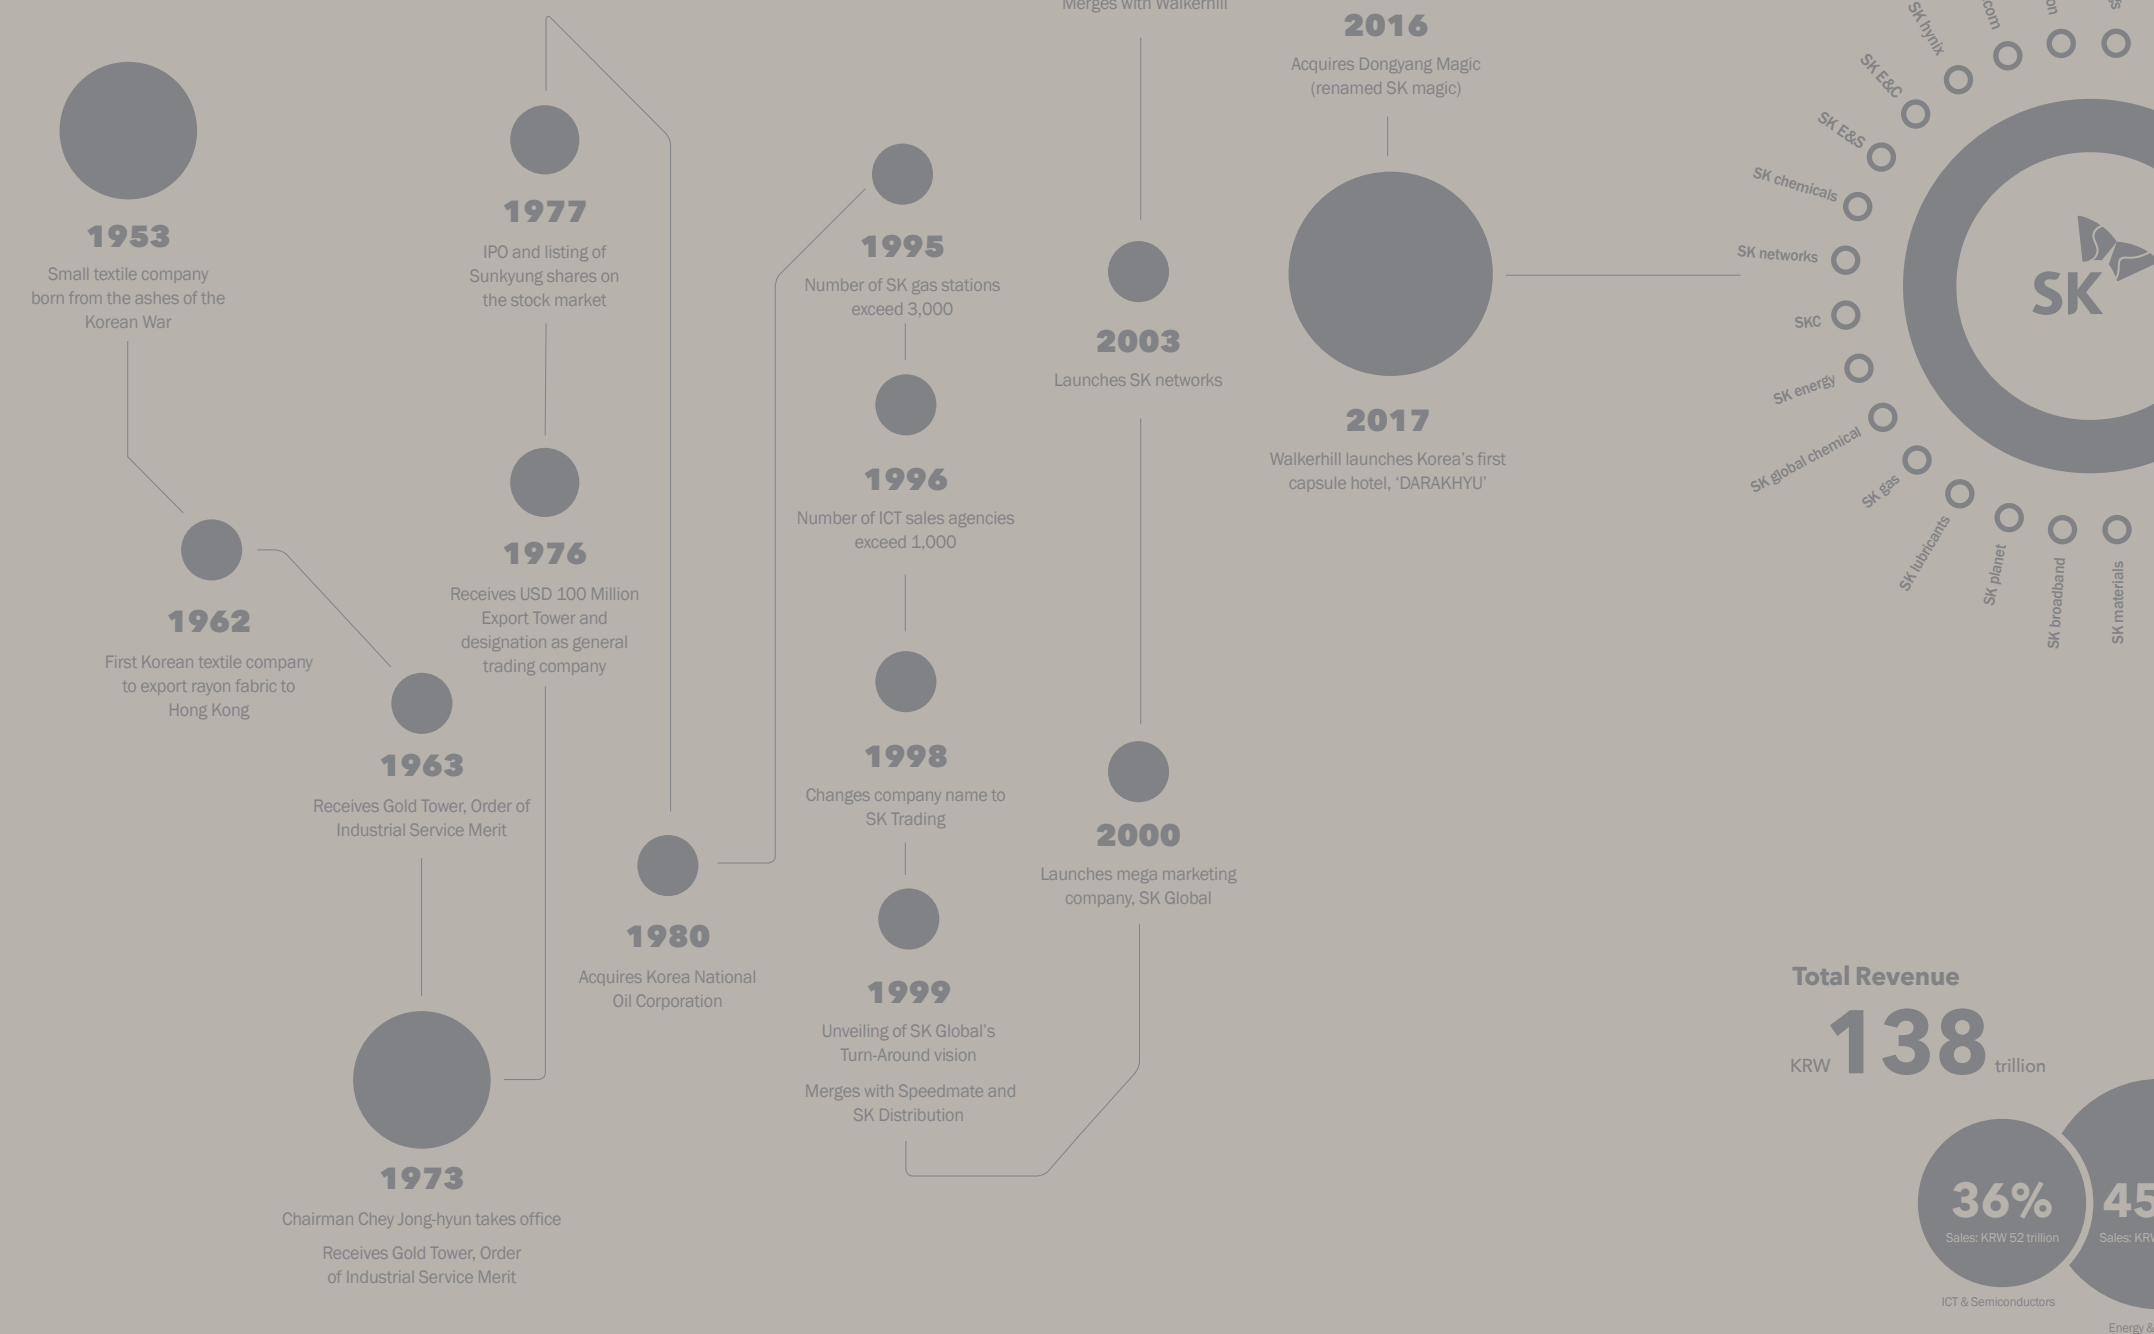 1953
Small textile company
born from the ashes of the
Korean War
1962
First Korean textile company
to export rayon fabric to
Hong Kong
1963
Receives Gold Tower, Order of
Industrial Service Merit
1973
Chairman Chey Jong-hyun takes office
Receives Gold Tower, Order
of Industrial Service Merit
1977
IPO and listing of
Sunkyung shares on
the stock market
1976
Receives USD 100 Million
Export Tower and
designation as general
trading company
1980
Acquires Korea National
Oil Corporation
1995
Number of SK gas stations
exceed 3,000
1996
Number of ICT sales agencies
exceed 1,000
1998
Changes company name to
SK Trading
1999
Unveiling of SK Global's
Turn-Around vision
Merges with Speedmate and
SK Distribution
Merges with Walkerhill
2003
Launches SK networks
2000
Launches mega marketing
company, SK Global
2016
Acquires Dongyang Magic
(renamed SK magic)
2017
Walkerhill launches Korea's first
capsule hotel, 'DARAKHYU'
SK hynix
SK E&C
SK E&S
SK chemicals
SK networks
SKC
SK energy
SK global chemical
SK gas
SK lubricants
SK planet
SK broadband
SK materials
SK
Total Revenue
KRW 138 trillion
36%
Sales: KRW 52 trillion
ICT & Semiconductors
45
Sales:
Energy &